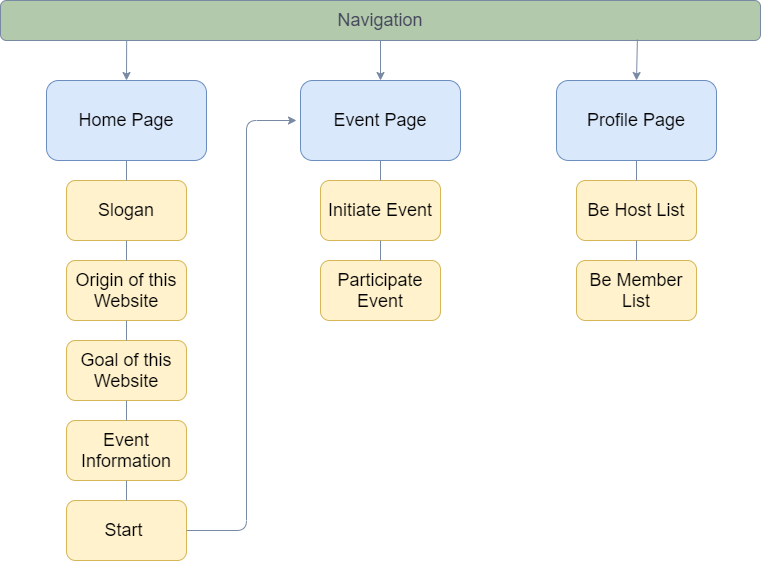 Navigation
Home Page
Event Page
Profile Page
Slogan
Initiate Event
Be Host List
Origin of this
Website
Participate
Event
Be Member
List
Goal of this
Website
Event
Information
Start